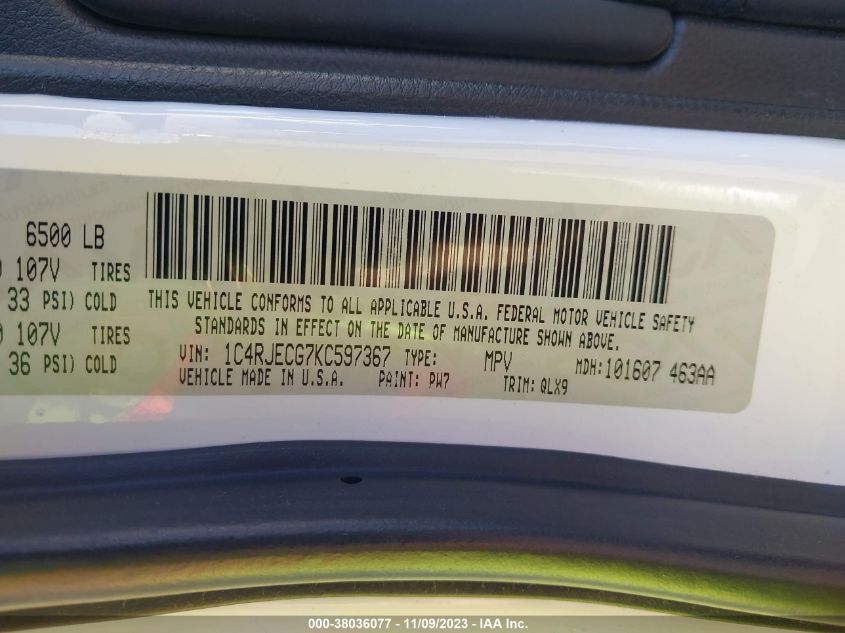 6500 LB
107V TIRES
33 PSI) COLD
107V TIRES
36 PSI) COLD
THIS VEHICLE CONFORMS TO ALL APPLICABLE U.S.A. FEDERAL MOTOR VEHICLE SAFETY
STANDARDS IN EFFECT ON THE DATE OF MANUFACTURE SHOWN ABOVE.
VIN: 1C4RJECG7KC597367 TYPE: MPV MDH:101607 463AA
VEHICLE MADE IN U.S.A. PAINT: PW7 TRIM: QLX9
000-38036077 - 11/09/2023 - IAA Inc.